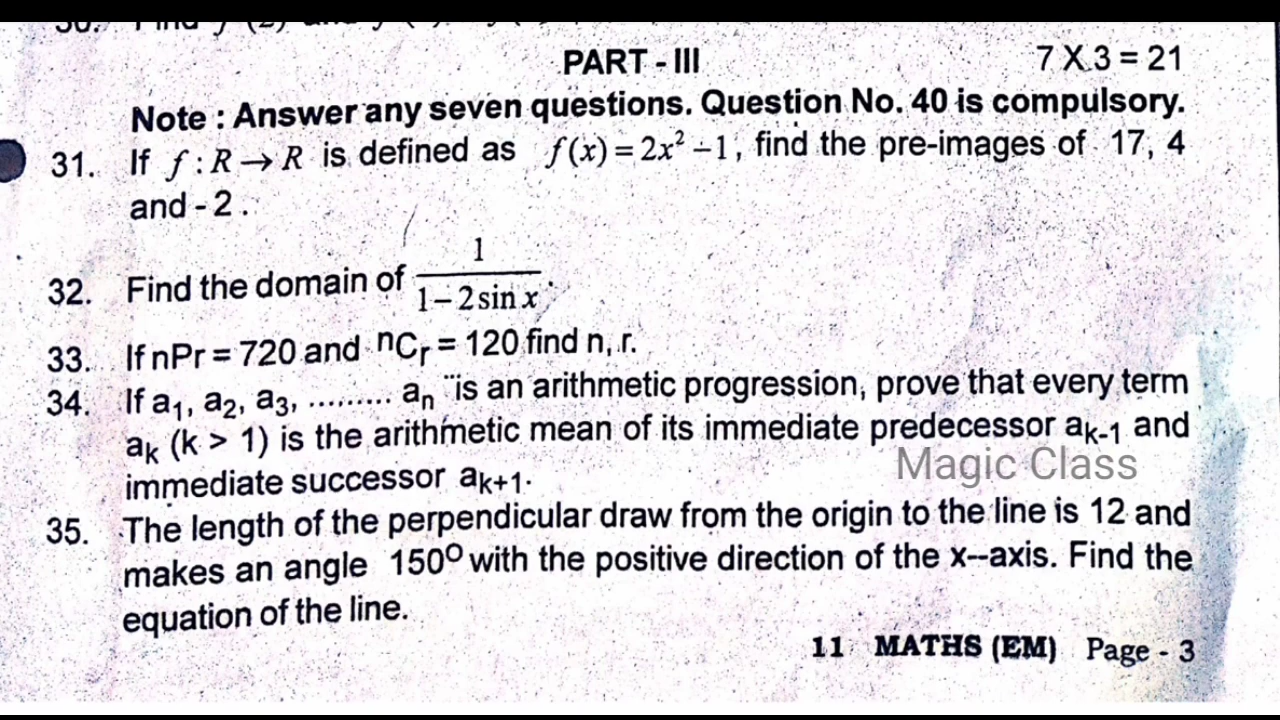 PART - III 7 X 3 = 21
Note : Answer any seven questions. Question No. 40 is compulsory.
31. If f : R → R is defined as f(x) = 2x² − 1, find the pre-images of 17, 4
and - 2 .
32. Find the domain of 1/(1 − 2 sin x).
33. If nPr = 720 and ⁿCᵣ = 120 find n, r.
34. If a₁, a₂, a₃, ......... aₙ is an arithmetic progression, prove that every term
aₖ (k > 1) is the arithmetic mean of its immediate predecessor aₖ₋₁ and
Magic Class
immediate successor aₖ₊₁.
35. The length of the perpendicular draw from the origin to the line is 12 and
makes an angle 150⁰ with the positive direction of the x--axis. Find the
equation of the line.
11 MATHS (EM) Page - 3